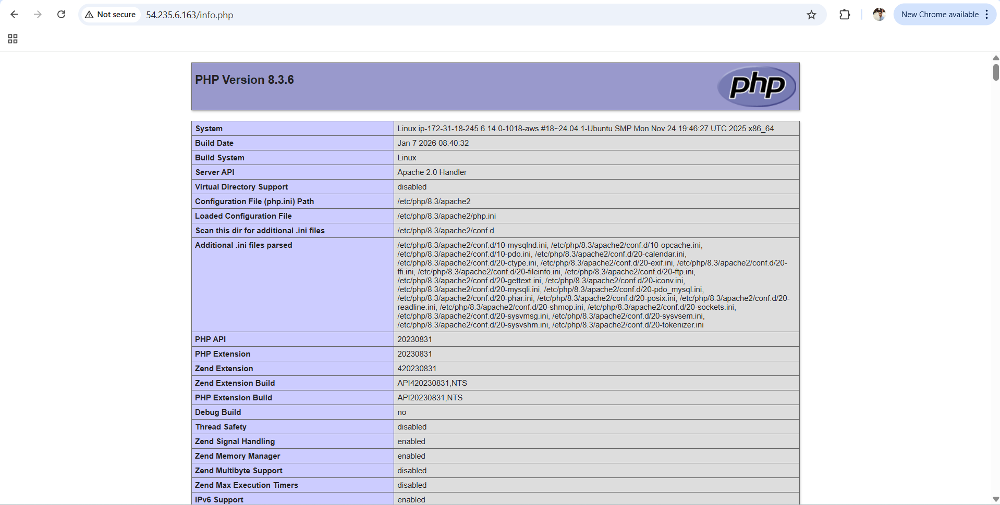 Not secure 54.235.6.163/info.php New Chrome available
PHP Version 8.3.6 php
System Linux ip-172-31-18-245 6.14.0-1018-aws #18~24.04.1-Ubuntu SMP Mon Nov 24 19:46:27 UTC 2025 x86_64
Build Date Jan 7 2026 08:40:32
Build System Linux
Server API Apache 2.0 Handler
Virtual Directory Support disabled
Configuration File (php.ini) Path /etc/php/8.3/apache2
Loaded Configuration File /etc/php/8.3/apache2/php.ini
Scan this dir for additional .ini files /etc/php/8.3/apache2/conf.d
Additional .ini files parsed /etc/php/8.3/apache2/conf.d/10-mysqlnd.ini, /etc/php/8.3/apache2/conf.d/10-opcache.ini,
/etc/php/8.3/apache2/conf.d/10-pdo.ini, /etc/php/8.3/apache2/conf.d/20-calendar.ini,
/etc/php/8.3/apache2/conf.d/20-ctype.ini, /etc/php/8.3/apache2/conf.d/20-exif.ini, /etc/php/8.3/apache2/conf.d/20-
ffi.ini, /etc/php/8.3/apache2/conf.d/20-fileinfo.ini, /etc/php/8.3/apache2/conf.d/20-ftp.ini,
/etc/php/8.3/apache2/conf.d/20-gettext.ini, /etc/php/8.3/apache2/conf.d/20-iconv.ini,
/etc/php/8.3/apache2/conf.d/20-mysqli.ini, /etc/php/8.3/apache2/conf.d/20-pdo_mysql.ini,
/etc/php/8.3/apache2/conf.d/20-phar.ini, /etc/php/8.3/apache2/conf.d/20-posix.ini, /etc/php/8.3/apache2/conf.d/20-
readline.ini, /etc/php/8.3/apache2/conf.d/20-shmop.ini, /etc/php/8.3/apache2/conf.d/20-sockets.ini,
/etc/php/8.3/apache2/conf.d/20-sysvmsg.ini, /etc/php/8.3/apache2/conf.d/20-sysvsem.ini,
/etc/php/8.3/apache2/conf.d/20-sysvshm.ini, /etc/php/8.3/apache2/conf.d/20-tokenizer.ini
PHP API 20230831
PHP Extension 20230831
Zend Extension 420230831
Zend Extension Build API420230831,NTS
PHP Extension Build API20230831,NTS
Debug Build no
Thread Safety disabled
Zend Signal Handling enabled
Zend Memory Manager enabled
Zend Multibyte Support disabled
Zend Max Execution Timers disabled
IPv6 Support enabled